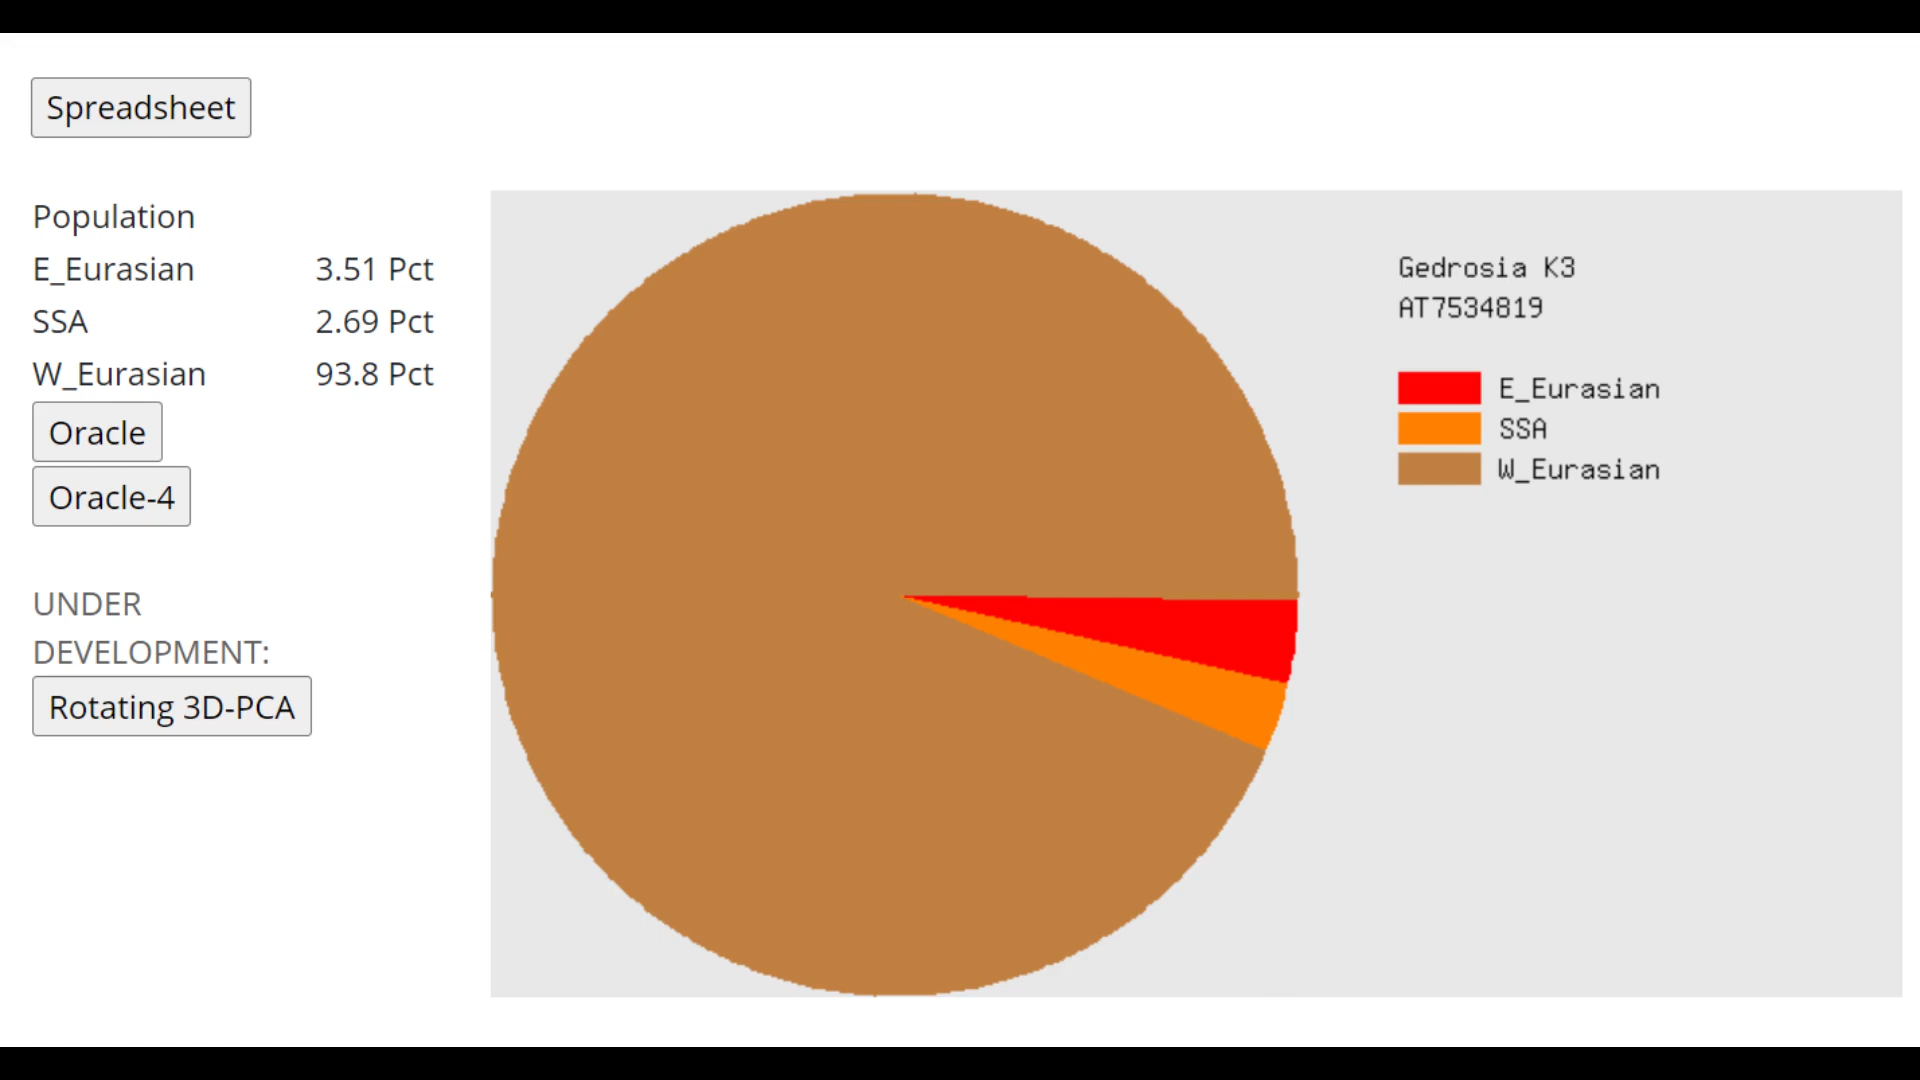 Spreadsheet
Population
E_Eurasian 3.51 Pct
SSA 2.69 Pct
W_Eurasian 93.8 Pct
Oracle
Oracle-4
UNDER
DEVELOPMENT:
Rotating 3D-PCA
Gedrosia K3
AT7534819
E_Eurasian
SSA
W_Eurasian